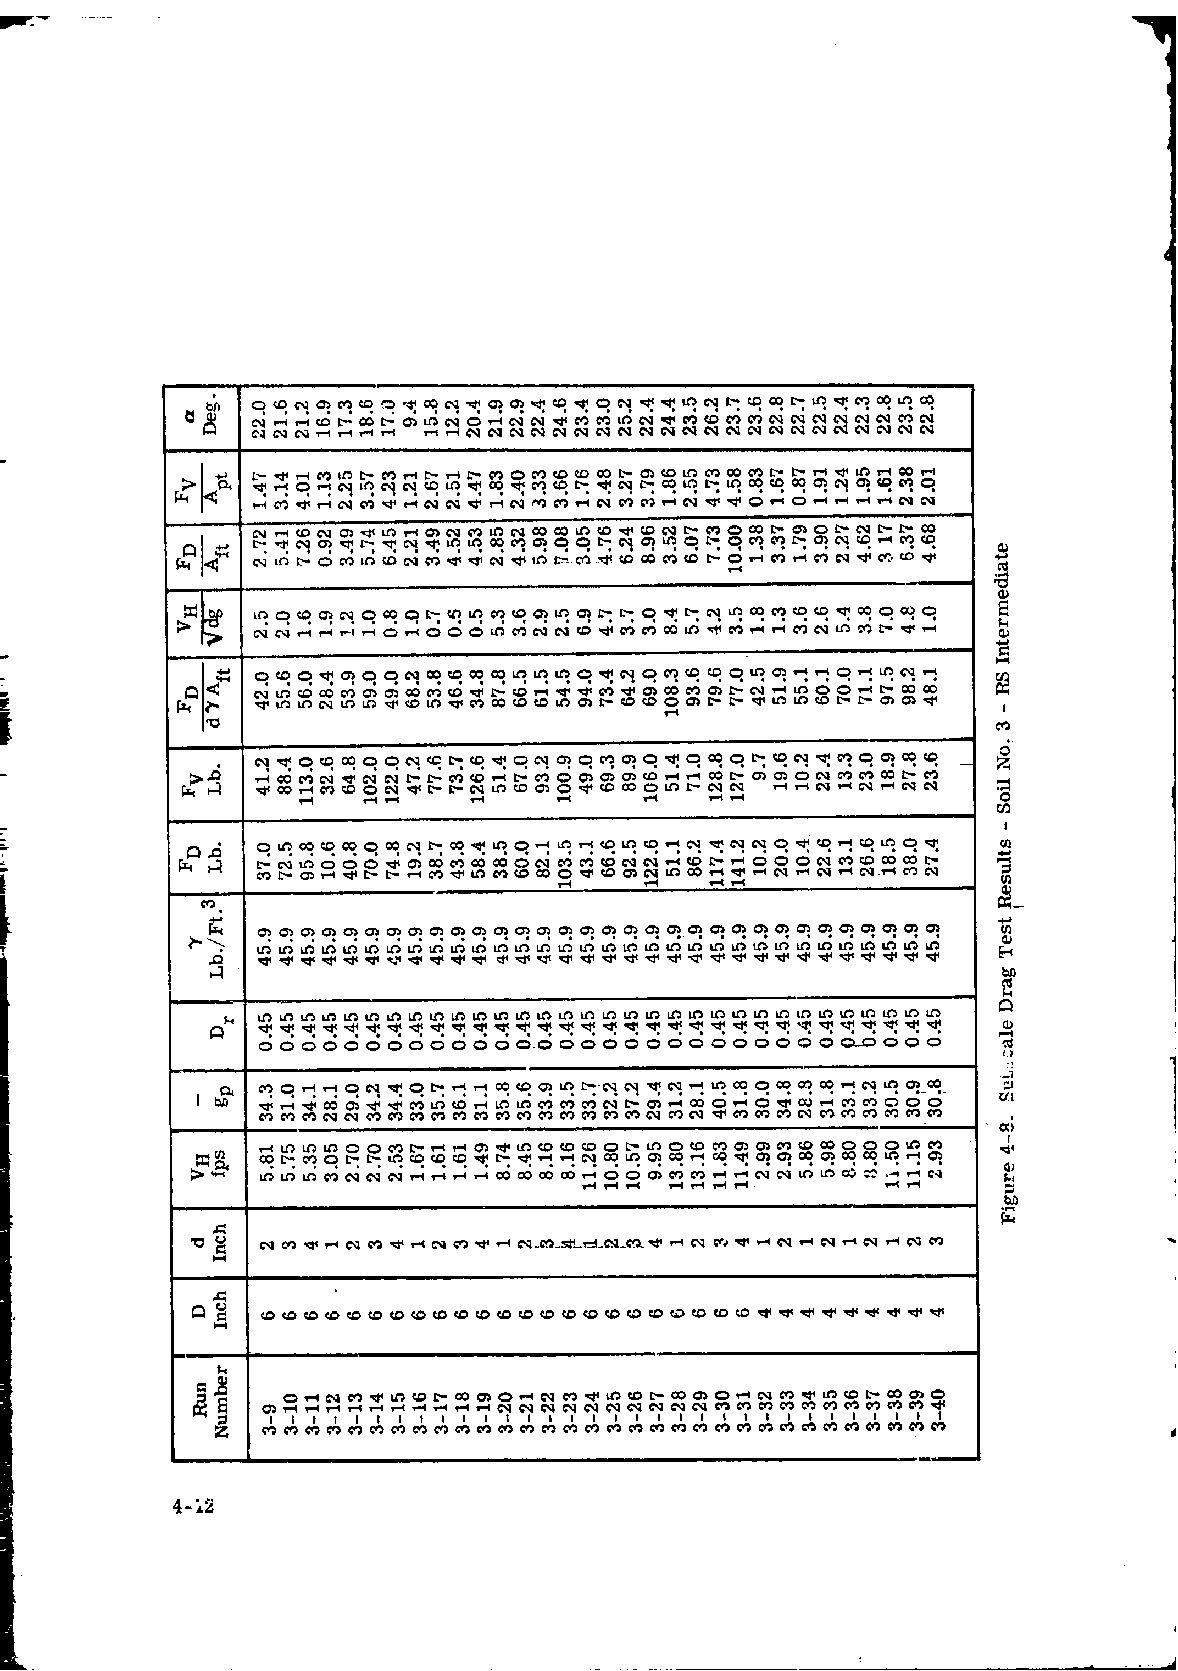 Run Number | D Inch | d Inch | V_H fps | g̅_p | D_r | γ Lb./Ft.³ | F_D Lb. | F_V Lb. | F_D / d γ A_ft | V_H / √dg | F_D / A_ft | F_V / A_pt | α Deg.
3-9 6 2 5.81 34.3 0.45 45.9 37.0 41.2 42.0 2.5 2.72 1.47 22.0
3-10 6 3 5.75 31.0 0.45 45.9 72.5 88.4 55.6 2.0 5.41 3.14 21.6
3-11 6 4 5.35 34.1 0.45 45.9 95.8 113.0 56.0 1.6 7.26 4.01 21.2
3-12 6 1 3.05 28.1 0.45 45.9 10.6 32.6 28.4 1.9 0.92 1.13 16.9
3-13 6 2 2.70 29.0 0.45 45.9 40.8 64.8 53.9 1.2 3.49 2.25 17.3
3-14 6 3 2.70 34.2 0.45 45.9 70.0 102.0 59.0 1.0 5.74 3.57 18.6
3-15 6 4 2.53 34.4 0.45 45.9 74.8 122.0 49.0 0.8 6.45 4.23 17.0
3-16 6 1 1.67 33.0 0.45 45.9 19.2 47.2 68.2 1.0 2.21 1.21 9.4
3-17 6 2 1.61 35.7 0.45 45.9 38.7 77.6 53.8 0.7 3.49 2.67 15.8
3-18 6 3 1.61 36.1 0.45 45.9 43.8 73.7 46.6 0.5 4.52 2.51 12.2
3-19 6 4 1.49 31.1 0.45 45.9 58.4 126.6 34.8 0.5 4.53 4.47 20.4
3-20 6 1 8.74 35.8 0.45 45.9 38.5 51.4 87.8 5.3 2.85 1.83 21.9
3-21 6 2 8.45 35.6 0.45 45.9 60.0 67.0 66.5 3.6 4.32 2.40 22.9
3-22 6 3 8.16 33.9 0.45 45.9 82.1 93.2 61.5 2.9 5.98 3.33 22.4
3-23 6 4 8.16 33.5 0.45 45.9 103.5 100.9 54.5 2.5 7.08 3.66 24.6
3-24 6 1 11.26 33.7 0.45 45.9 43.1 49.0 94.0 6.9 3.05 1.76 23.4
3-25 6 2 10.80 32.2 0.45 45.9 66.6 69.3 73.4 4.7 4.76 2.48 23.0
3-26 6 3 10.57 37.2 0.45 45.9 92.5 89.9 64.2 3.7 6.24 3.27 25.2
3-27 6 4 9.95 29.4 0.45 45.9 122.6 106.0 69.0 3.0 8.96 3.79 22.4
3-28 6 1 13.80 31.2 0.45 45.9 51.1 51.4 108.3 8.4 3.52 1.86 24.4
3-29 6 2 13.16 28.1 0.45 45.9 86.2 71.0 93.6 5.7 6.07 2.55 23.5
3-30 6 3 11.83 40.5 0.45 45.9 117.4 128.8 79.6 4.2 7.73 4.73 26.2
3-31 6 4 11.49 31.8 0.45 45.9 141.2 127.0 77.0 3.5 10.00 4.58 23.7
3-32 4 1 2.99 30.0 0.45 45.9 10.2 9.7 42.5 1.8 1.38 0.83 23.6
3-33 4 2 2.93 34.8 0.45 45.9 20.0 19.6 51.9 1.3 3.37 1.67 22.8
3-34 4 1 5.86 28.3 0.45 45.9 10.4 10.2 55.1 3.6 1.79 0.87 22.7
3-35 4 2 5.98 31.8 0.45 45.9 22.6 22.4 60.1 2.6 3.90 1.91 22.5
3-36 4 1 8.80 33.1 0.45 45.9 13.1 13.3 70.0 5.4 2.27 1.24 22.4
3-37 4 2 8.80 33.2 0.45 45.9 26.6 23.0 71.1 3.8 4.62 1.95 22.3
3-38 4 1 11.50 30.5 0.45 45.9 18.5 18.9 97.5 7.0 3.17 1.61 22.8
3-39 4 2 11.15 30.9 0.45 45.9 38.0 27.8 98.2 4.8 6.37 2.38 23.5
3-40 4 3 2.93 30.8 0.45 45.9 27.4 23.6 48.1 1.0 4.68 2.01 22.8
Figure 4-8. Subscale Drag Test Results - Soil No. 3 - RS Intermediate
4-12